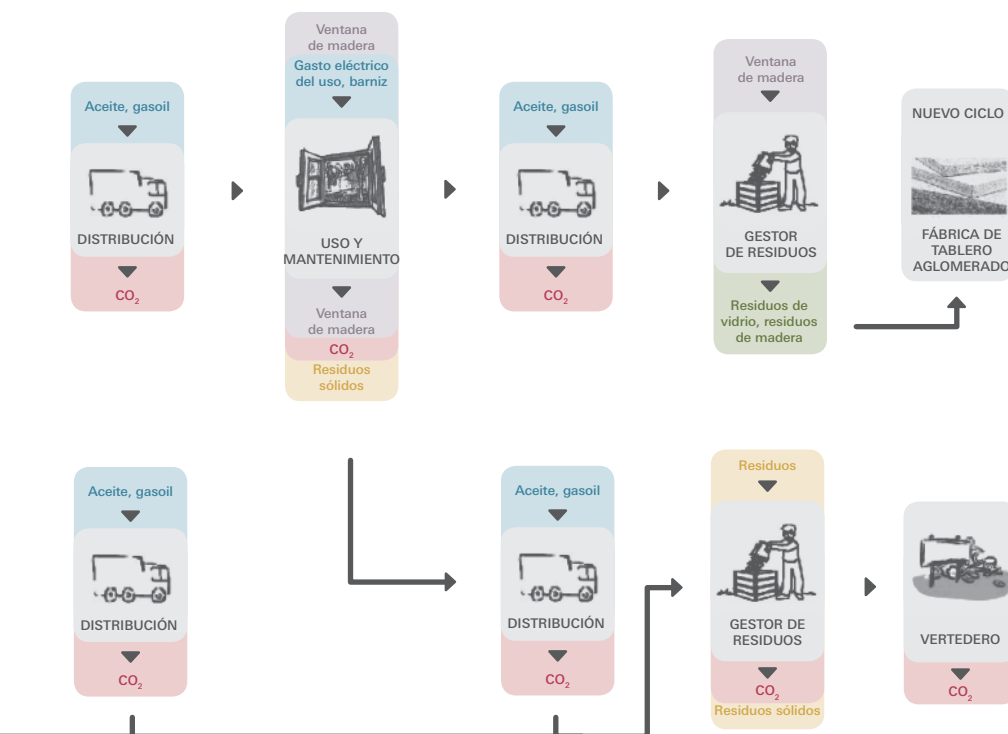 Aceite, gasoil
DISTRIBUCIÓN
CO₂
Ventana
de madera
Gasto eléctrico
del uso, barniz
USO Y
MANTENIMIENTO
Ventana
de madera
CO₂
Residuos
sólidos
Aceite, gasoil
DISTRIBUCIÓN
CO₂
Ventana
de madera
GESTOR
DE RESIDUOS
Residuos de
vidrio, residuos
de madera
NUEVO CICLO
FÁBRICA DE
TABLERO
AGLOMERADO
Aceite, gasoil
DISTRIBUCIÓN
CO₂
Aceite, gasoil
DISTRIBUCIÓN
CO₂
Residuos
GESTOR DE
RESIDUOS
CO₂
Residuos sólidos
VERTEDERO
CO₂